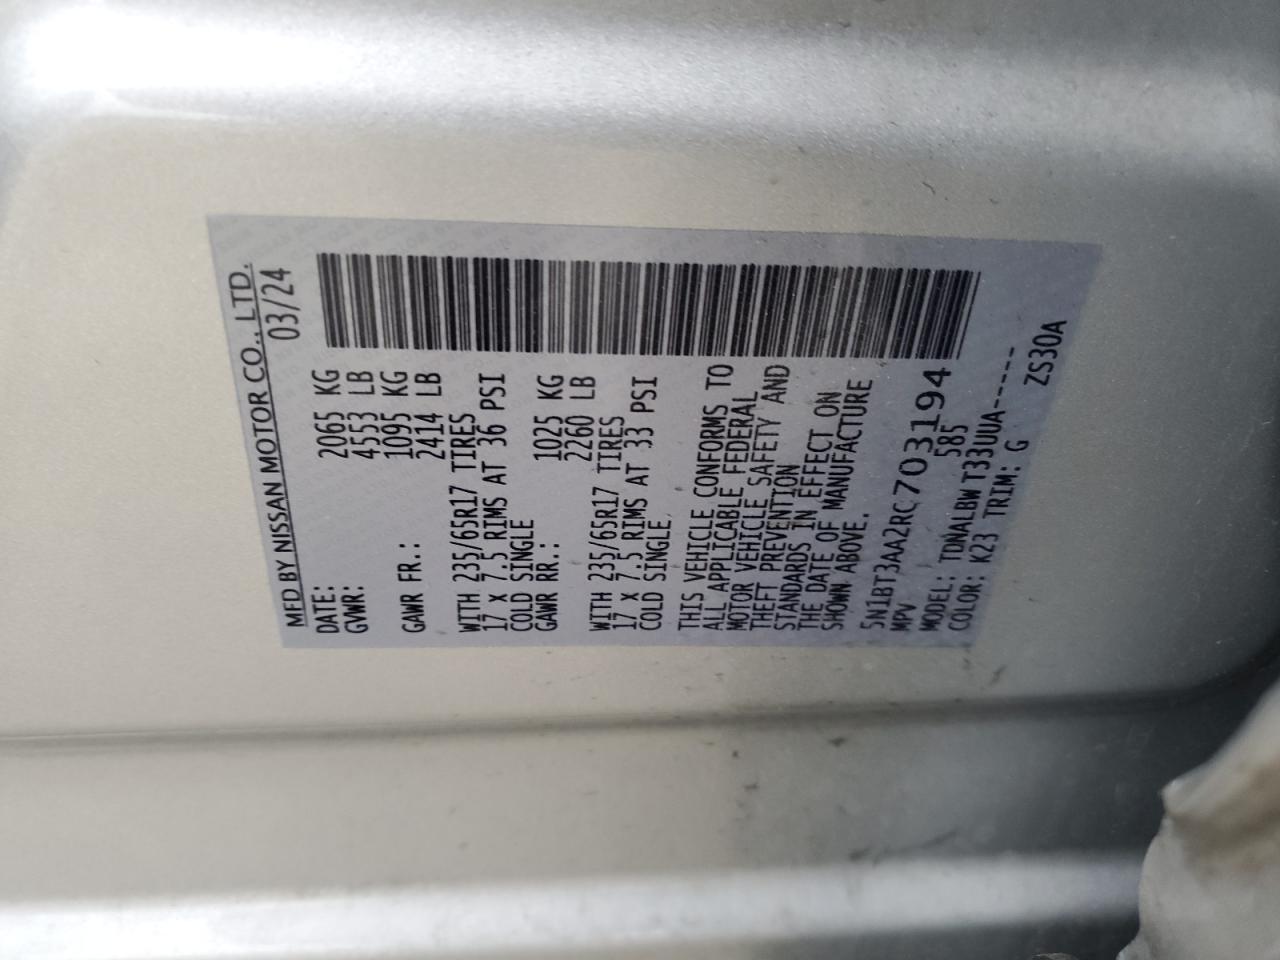 MFD BY NISSAN MOTOR CO., LTD.
DATE: 03/24
GVWR: 2065 KG
4553 LB
GAWR FR.: 1095 KG
2414 LB
WITH 235/65R17 TIRES
17 X 7.5 RIMS AT 36 PSI
COLD SINGLE
GAWR RR.: 1025 KG
2260 LB
WITH 235/65R17 TIRES
17 X 7.5 RIMS AT 33 PSI
COLD SINGLE
THIS VEHICLE CONFORMS TO
ALL APPLICABLE FEDERAL
MOTOR VEHICLE SAFETY AND
THEFT PREVENTION
STANDARDS IN EFFECT ON
THE DATE OF MANUFACTURE
SHOWN ABOVE.
5N1BT3AA2RC703194
MPV 585
MODEL: TDNALBW T33UUA------
COLOR: K23 TRIM: G ZS30A